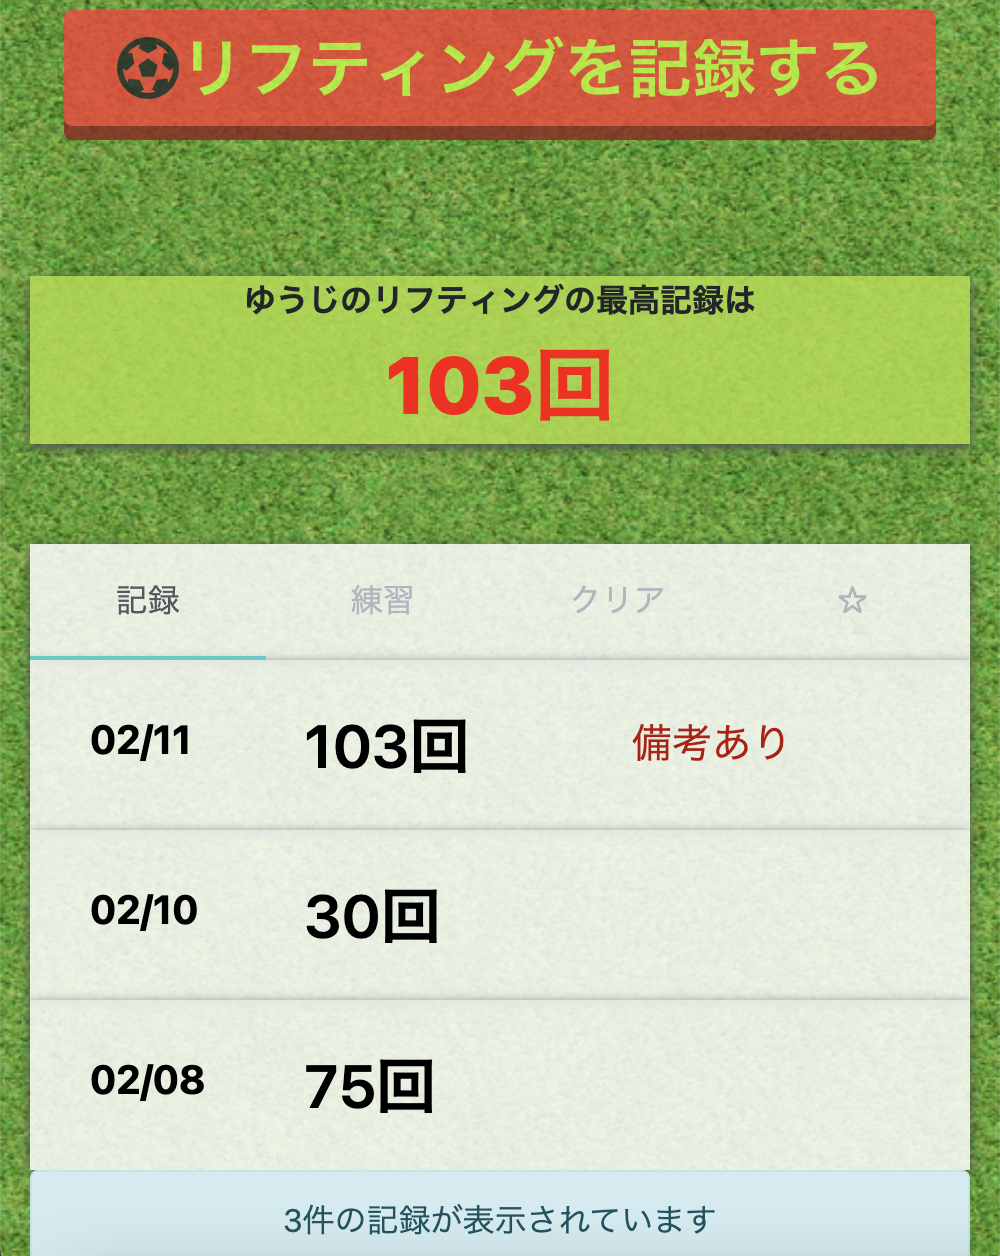 リフティングを記録する
ゆうじのリフティングの最高記録は
103回
記録 練習 クリア ☆
02/11 103回 備考あり
02/10 30回
02/08 75回
3件の記録が表示されています